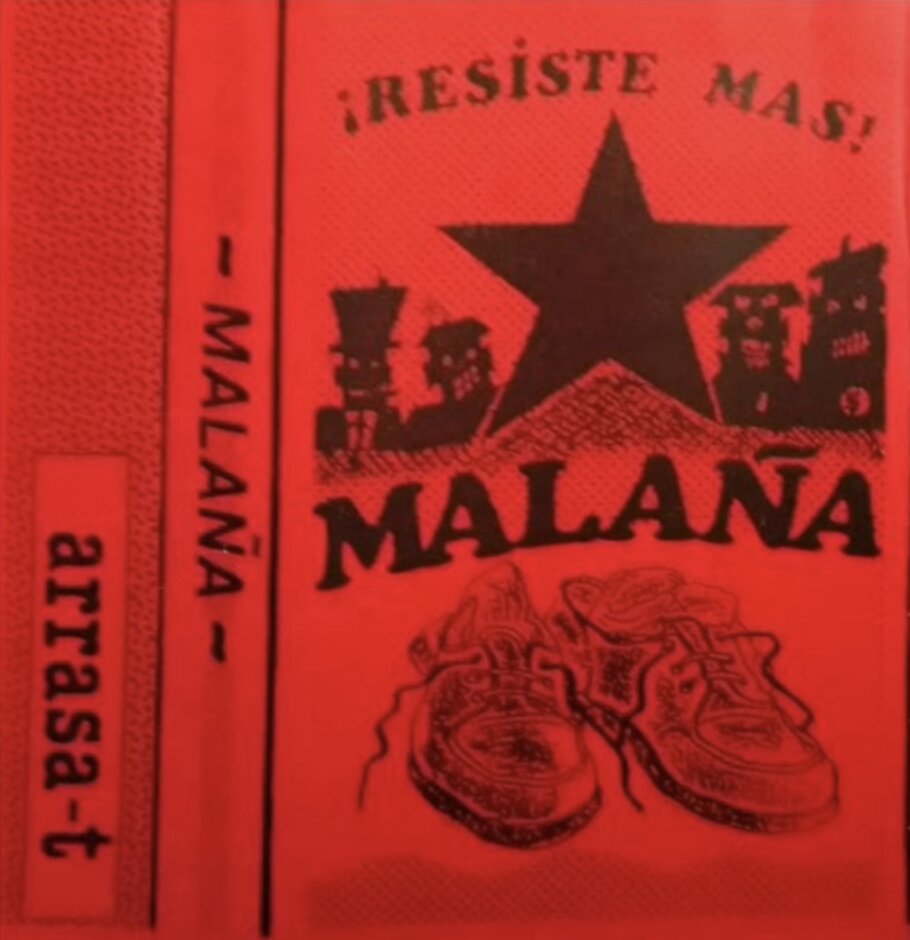 ¡RESISTE MAS!
MALAÑA
- MALAÑA -
arrasa-t